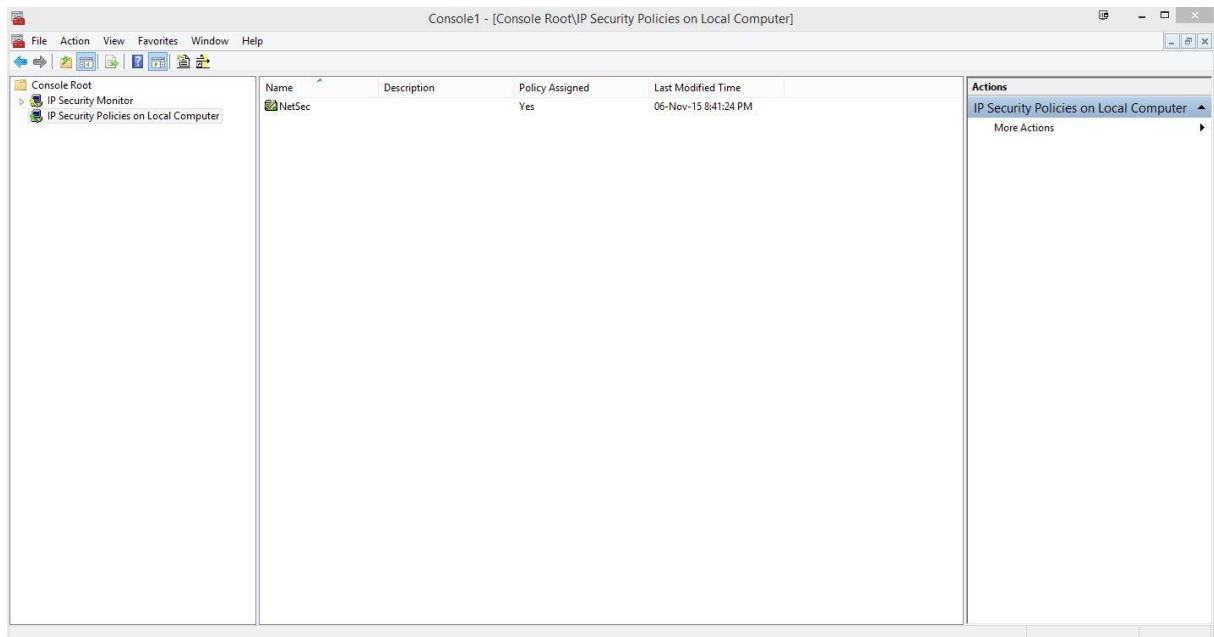 Console1 - [Console Root\IP Security Policies on Local Computer]
File Action View Favorites Window Help
Console Root
IP Security Monitor
IP Security Policies on Local Computer
Name Description Policy Assigned Last Modified Time
NetSec Yes 06-Nov-15 8:41:24 PM
Actions
IP Security Policies on Local Computer
More Actions